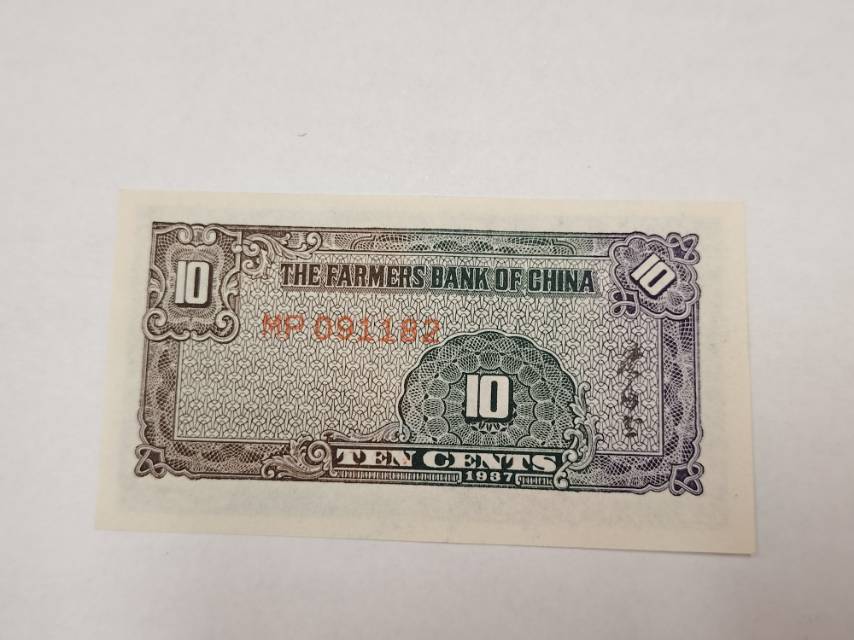 10 THE FARMERS BANK OF CHINA 10
MP 091182
10
TEN CENTS
1937